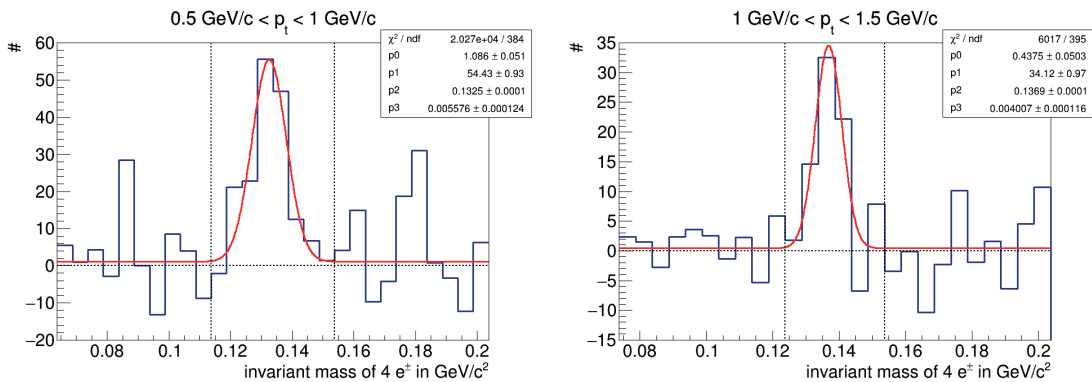 0.5 GeV/c < pt < 1 GeV/c
#
χ² / ndf 2.027e+04 / 384
p0 1.086 ± 0.051
p1 54.43 ± 0.93
p2 0.1325 ± 0.0001
p3 0.005576 ± 0.000124
60
50
40
30
20
10
0
−10
−20
0.08 0.1 0.12 0.14 0.16 0.18 0.2
invariant mass of 4 e± in GeV/c²
1 GeV/c < pt < 1.5 GeV/c
#
χ² / ndf 6017 / 395
p0 0.4375 ± 0.0503
p1 34.12 ± 0.97
p2 0.1369 ± 0.0001
p3 0.004007 ± 0.000116
35
30
25
20
15
10
5
0
−5
−10
−15
0.08 0.1 0.12 0.14 0.16 0.18 0.2
invariant mass of 4 e± in GeV/c²